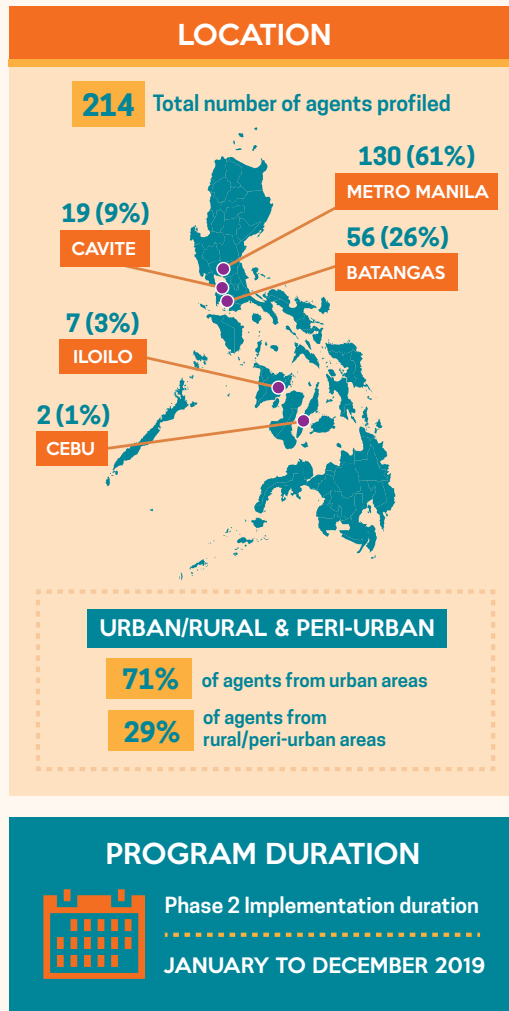 LOCATION
214 Total number of agents profiled
130 (61%)
METRO MANILA
19 (9%)
CAVITE
56 (26%)
BATANGAS
7 (3%)
ILOILO
2 (1%)
CEBU
URBAN/RURAL & PERI-URBAN
71% of agents from urban areas
29% of agents from
rural/peri-urban areas
PROGRAM DURATION
Phase 2 Implementation duration
JANUARY TO DECEMBER 2019